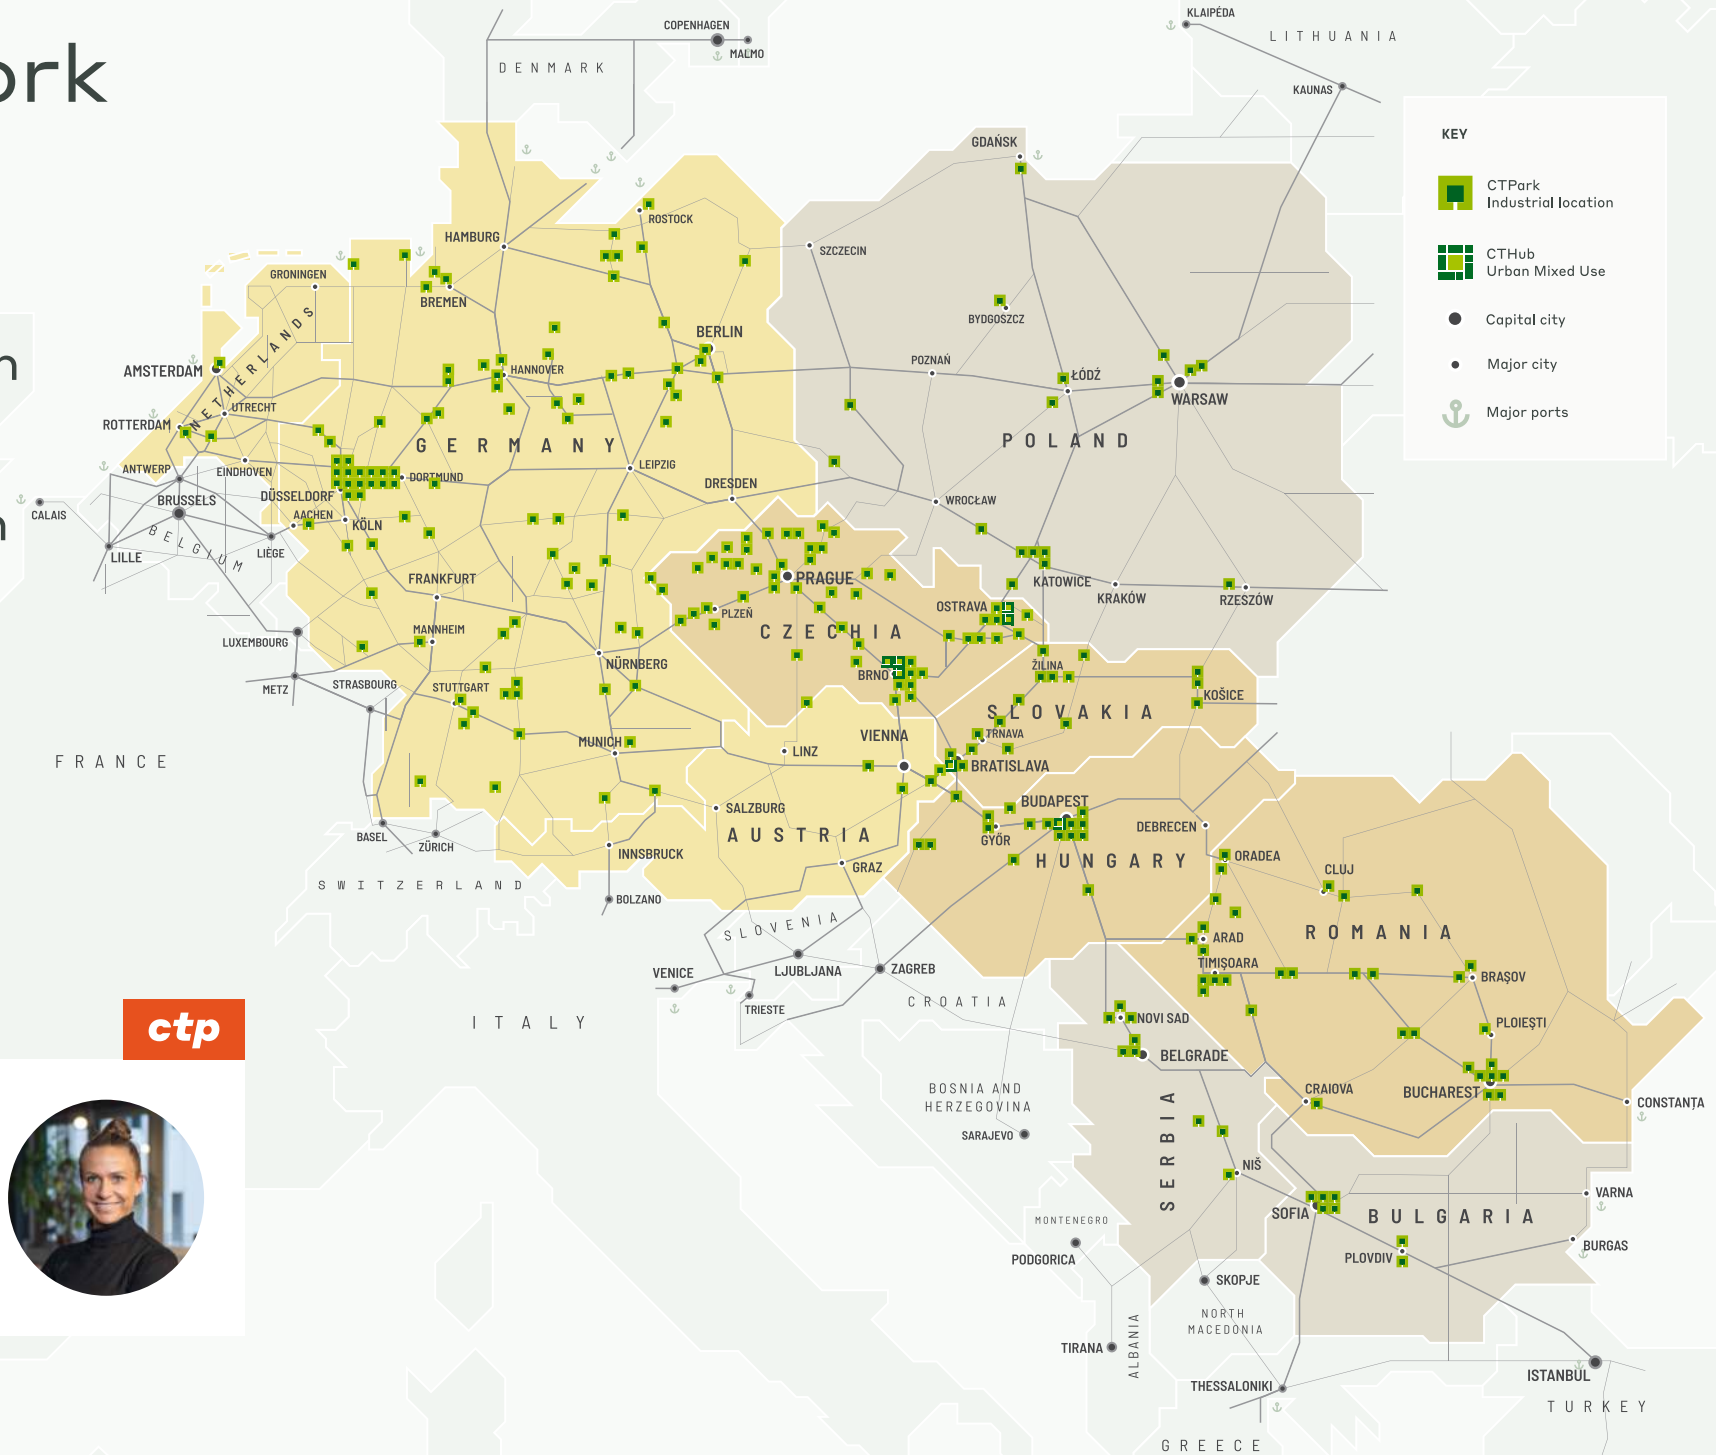 ork
n
n
KEY
CTPark
Industrial location
CTHub
Urban Mixed Use
Capital city
Major city
Major ports
COPENHAGEN
MALMO
DENMARK
KLAIPÉDA
LITHUANIA
KAUNAS
GDAŃSK
ROSTOCK
HAMBURG
SZCZECIN
GRONINGEN
BREMEN
BYDGOSZCZ
BERLIN
NETHERLANDS
AMSTERDAM
HANNOVER
POZNAŃ
ŁÓDŹ
WARSAW
UTRECHT
ROTTERDAM
GERMANY
POLAND
ANTWERP
EINDHOVEN
DORTMUND
LEIPZIG
DRESDEN
BRUSSELS
DÜSSELDORF
WROCŁAW
CALAIS
AACHEN
KÖLN
BELGIUM
LILLE
LIÈGE
FRANKFURT
PRAGUE
KATOWICE
KRAKÓW
RZESZÓW
OSTRAVA
PLZEŇ
CZECHIA
LUXEMBOURG
MANNHEIM
NÜRNBERG
ŽILINA
BRNO
METZ
STRASBOURG
STUTTGART
KOŠICE
SLOVAKIA
TRNAVA
VIENNA
MUNICH
LINZ
BRATISLAVA
FRANCE
SALZBURG
BUDAPEST
AUSTRIA
GYŐR
DEBRECEN
BASEL
ZÜRICH
INNSBRUCK
HUNGARY
ORADEA
GRAZ
CLUJ
SWITZERLAND
BOLZANO
SLOVENIA
ROMANIA
ARAD
TIMIȘOARA
VENICE
LJUBLJANA
ZAGREB
BRAȘOV
TRIESTE
CROATIA
ITALY
NOVI SAD
PLOIEȘTI
BELGRADE
BOSNIA AND
HERZEGOVINA
CRAIOVA
BUCHAREST
CONSTANȚA
SARAJEVO
SERBIA
NIŠ
VARNA
SOFIA
BULGARIA
MONTENEGRO
PODGORICA
PLOVDIV
BURGAS
SKOPJE
NORTH
MACEDONIA
TIRANA
ALBANIA
THESSALONIKI
ISTANBUL
TURKEY
GREECE
ctp